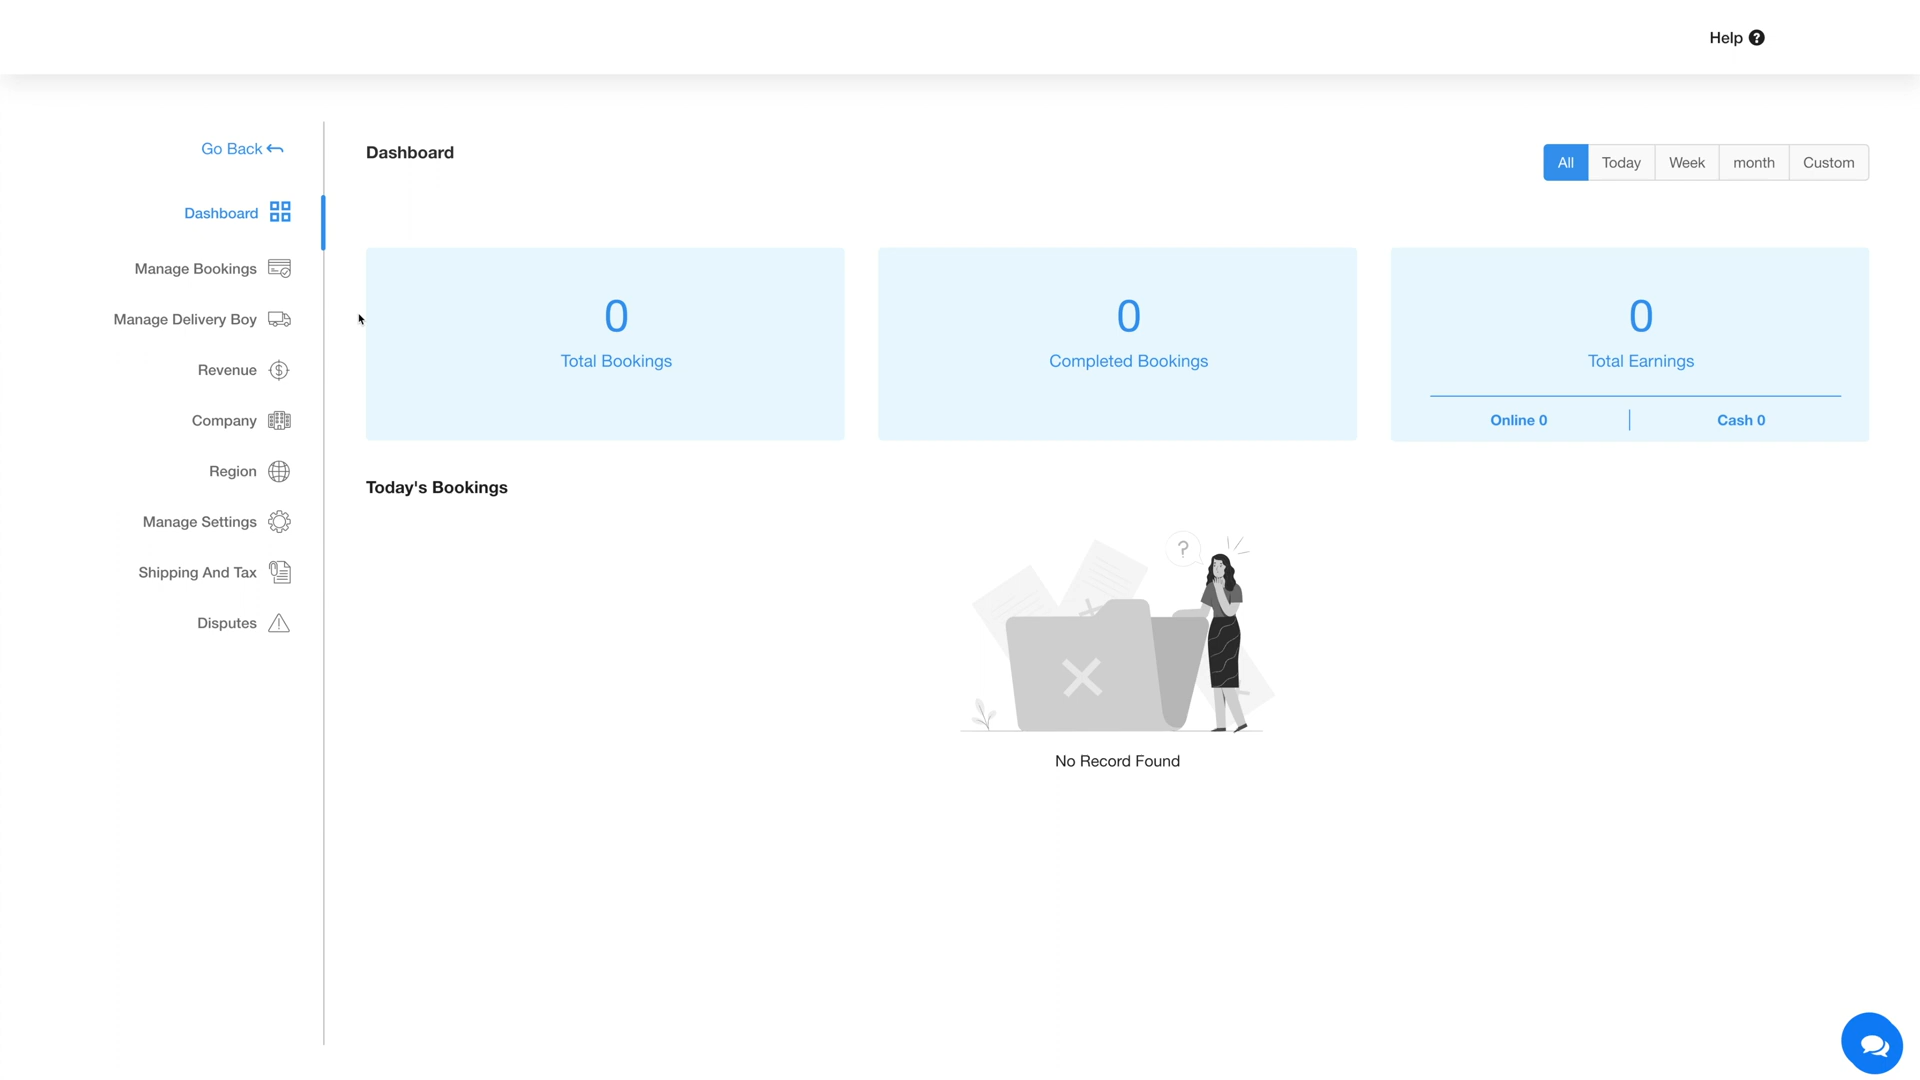 Help
Go Back
Dashboard
Manage Bookings
Manage Delivery Boy
Revenue
Company
Region
Manage Settings
Shipping And Tax
Disputes
Dashboard
All Today Week month Custom
0
Total Bookings
0
Completed Bookings
0
Total Earnings
Online 0
Cash 0
Today's Bookings
?
No Record Found